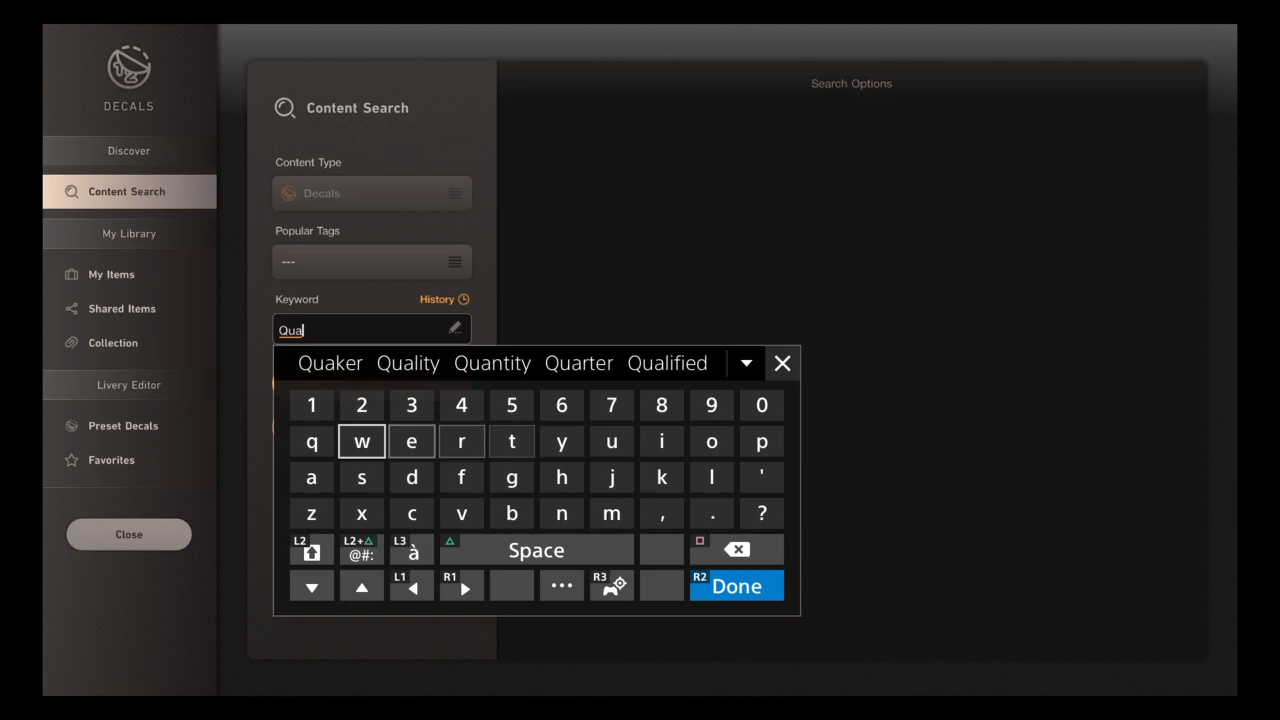 DECALS
Discover
Content Search
My Library
My Items
Shared Items
Collection
Livery Editor
Preset Decals
Favorites
Close
Content Search
Content Type
Decals
Popular Tags
---
Keyword History
Qua
Search Options
Quaker Quality Quantity Quarter Qualified
1 2 3 4 5 6 7 8 9 0
q w e r t y u i o p
a s d f g h j k l '
z x c v b n m , . ?
L2 L2+△ @#: L3 à △ Space □
L1 R1 ... R3 R2 Done